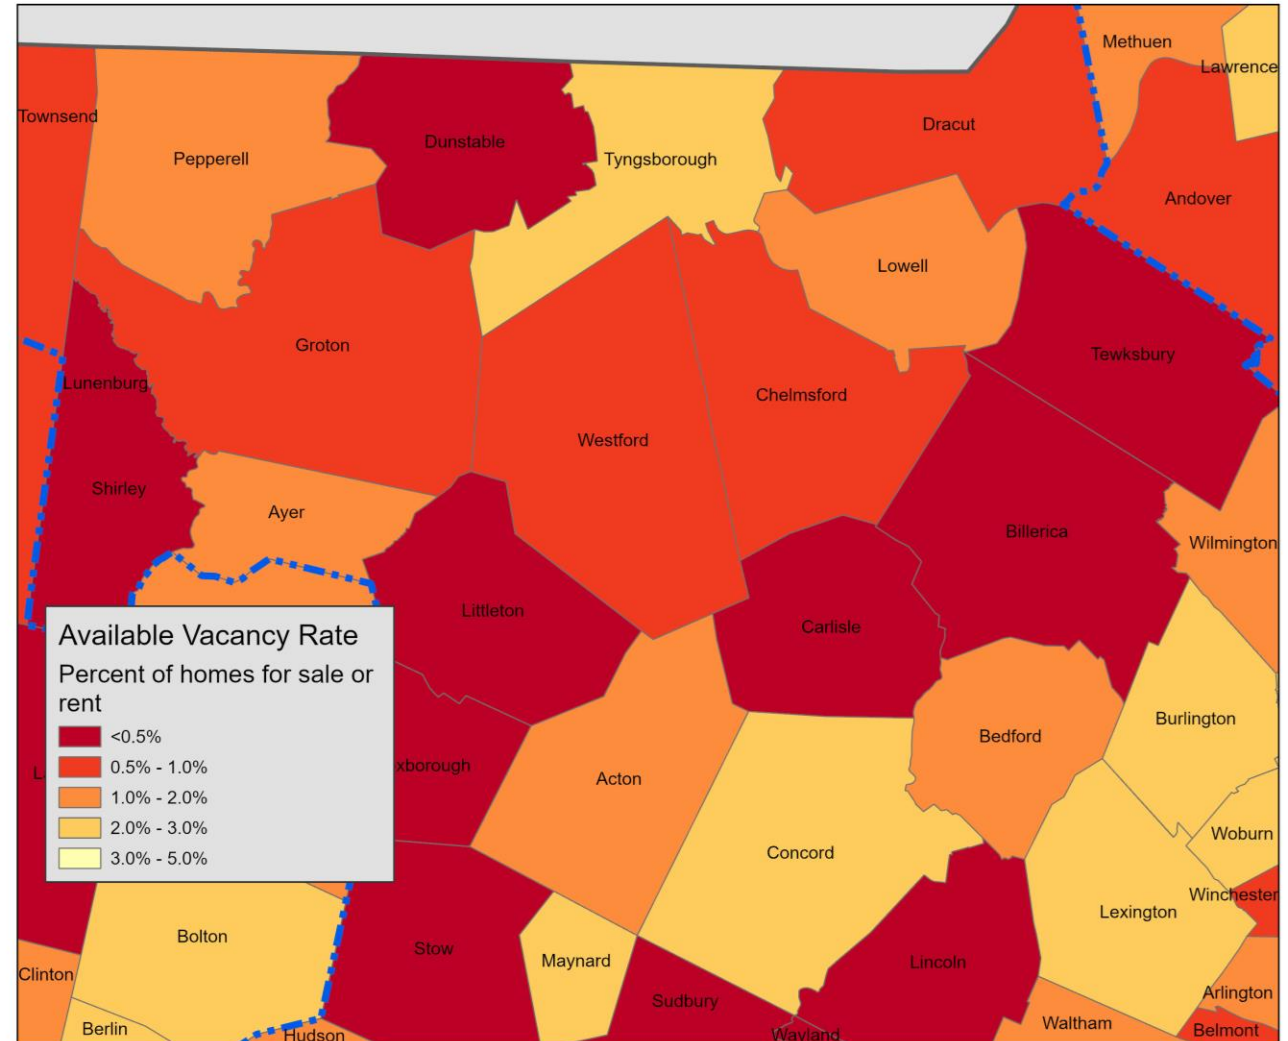 Methuen
Lawrence
Townsend
Dunstable
Dracut
Pepperell
Tyngsborough
Andover
Lowell
Groton
Tewksbury
Lunenburg
Chelmsford
Westford
Shirley
Ayer
Billerica
Wilmington
Littleton
Carlisle
Available Vacancy Rate
Percent of homes for sale or
rent
<0.5%
0.5% - 1.0%
1.0% - 2.0%
2.0% - 3.0%
3.0% - 5.0%
Burlington
Bedford
xborough
Acton
Woburn
Concord
Winchester
Lexington
Bolton
Stow
Maynard
Lincoln
Clinton
Arlington
Sudbury
Waltham
Berlin
Hudson
Wayland
Belmont